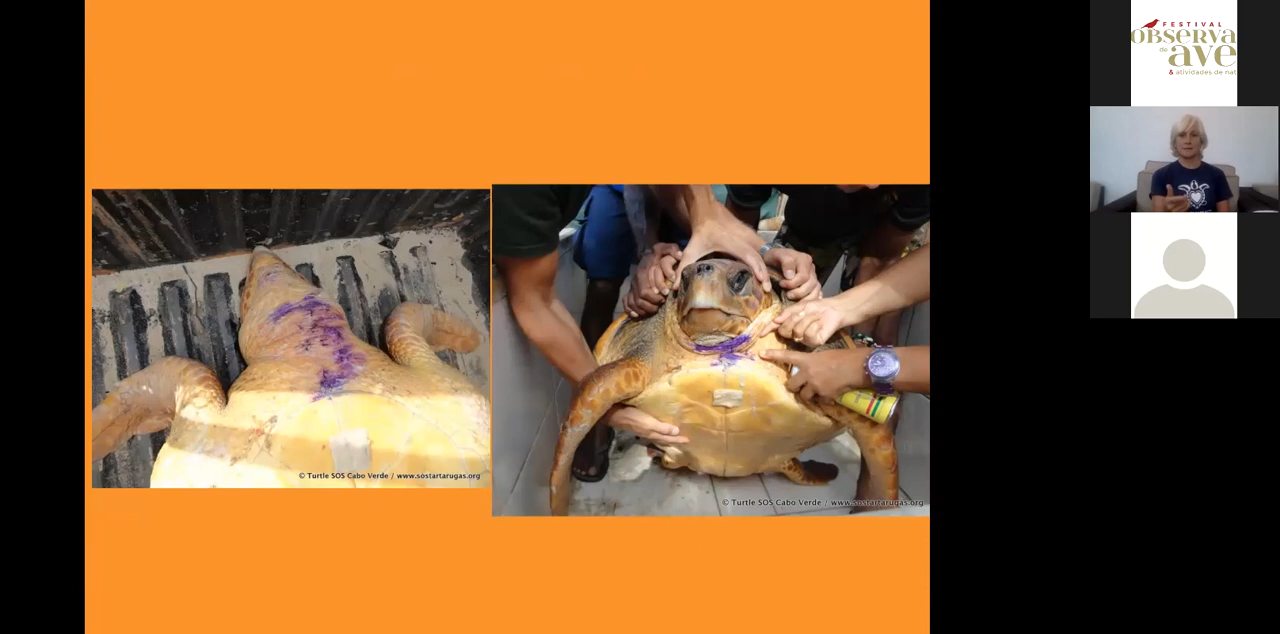 © Turtle SOS Cabo Verde / www.sostartarugas.org
© Turtle SOS Cabo Verde / www.sostartarugas.org
FESTIVAL
OBSERVA
de
ave
& atividades de nat